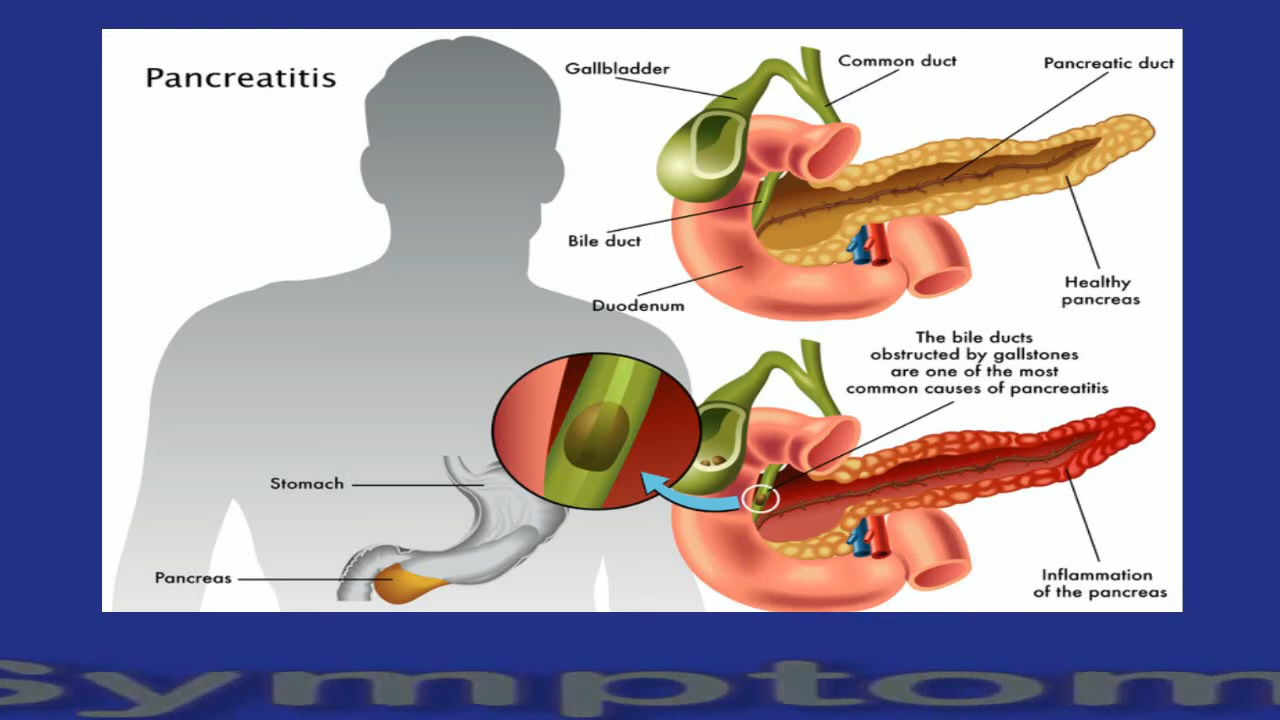 Pancreatitis
Gallbladder
Common duct
Pancreatic duct
Bile duct
Duodenum
Healthy
pancreas
The bile ducts
obstructed by gallstones
are one of the most
common causes of pancreatitis
Stomach
Pancreas
Inflammation
of the pancreas
symptom